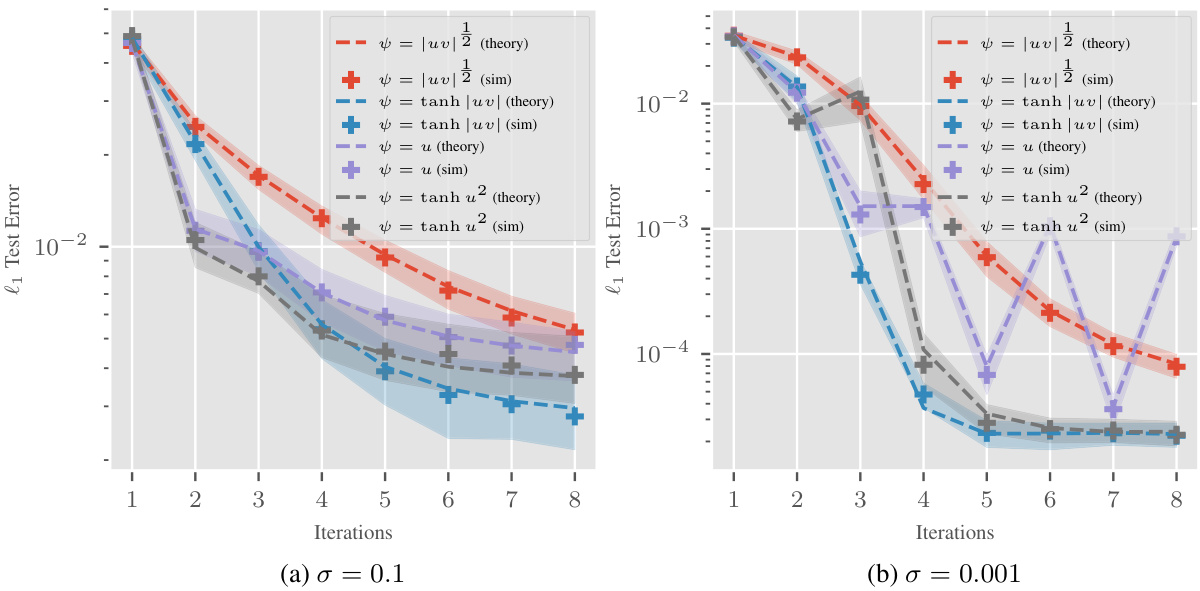 ℓ₁ Test Error
10⁻²
ψ = |uv|^½ (theory)
ψ = |uv|^½ (sim)
ψ = tanh |uv| (theory)
ψ = tanh |uv| (sim)
ψ = u (theory)
ψ = u (sim)
ψ = tanh u² (theory)
ψ = tanh u² (sim)
1 2 3 4 5 6 7 8
Iterations
(a) σ = 0.1
ℓ₁ Test Error
10⁻²
10⁻³
10⁻⁴
ψ = |uv|^½ (theory)
ψ = |uv|^½ (sim)
ψ = tanh |uv| (theory)
ψ = tanh |uv| (sim)
ψ = u (theory)
ψ = u (sim)
ψ = tanh u² (theory)
ψ = tanh u² (sim)
1 2 3 4 5 6 7 8
Iterations
(b) σ = 0.001